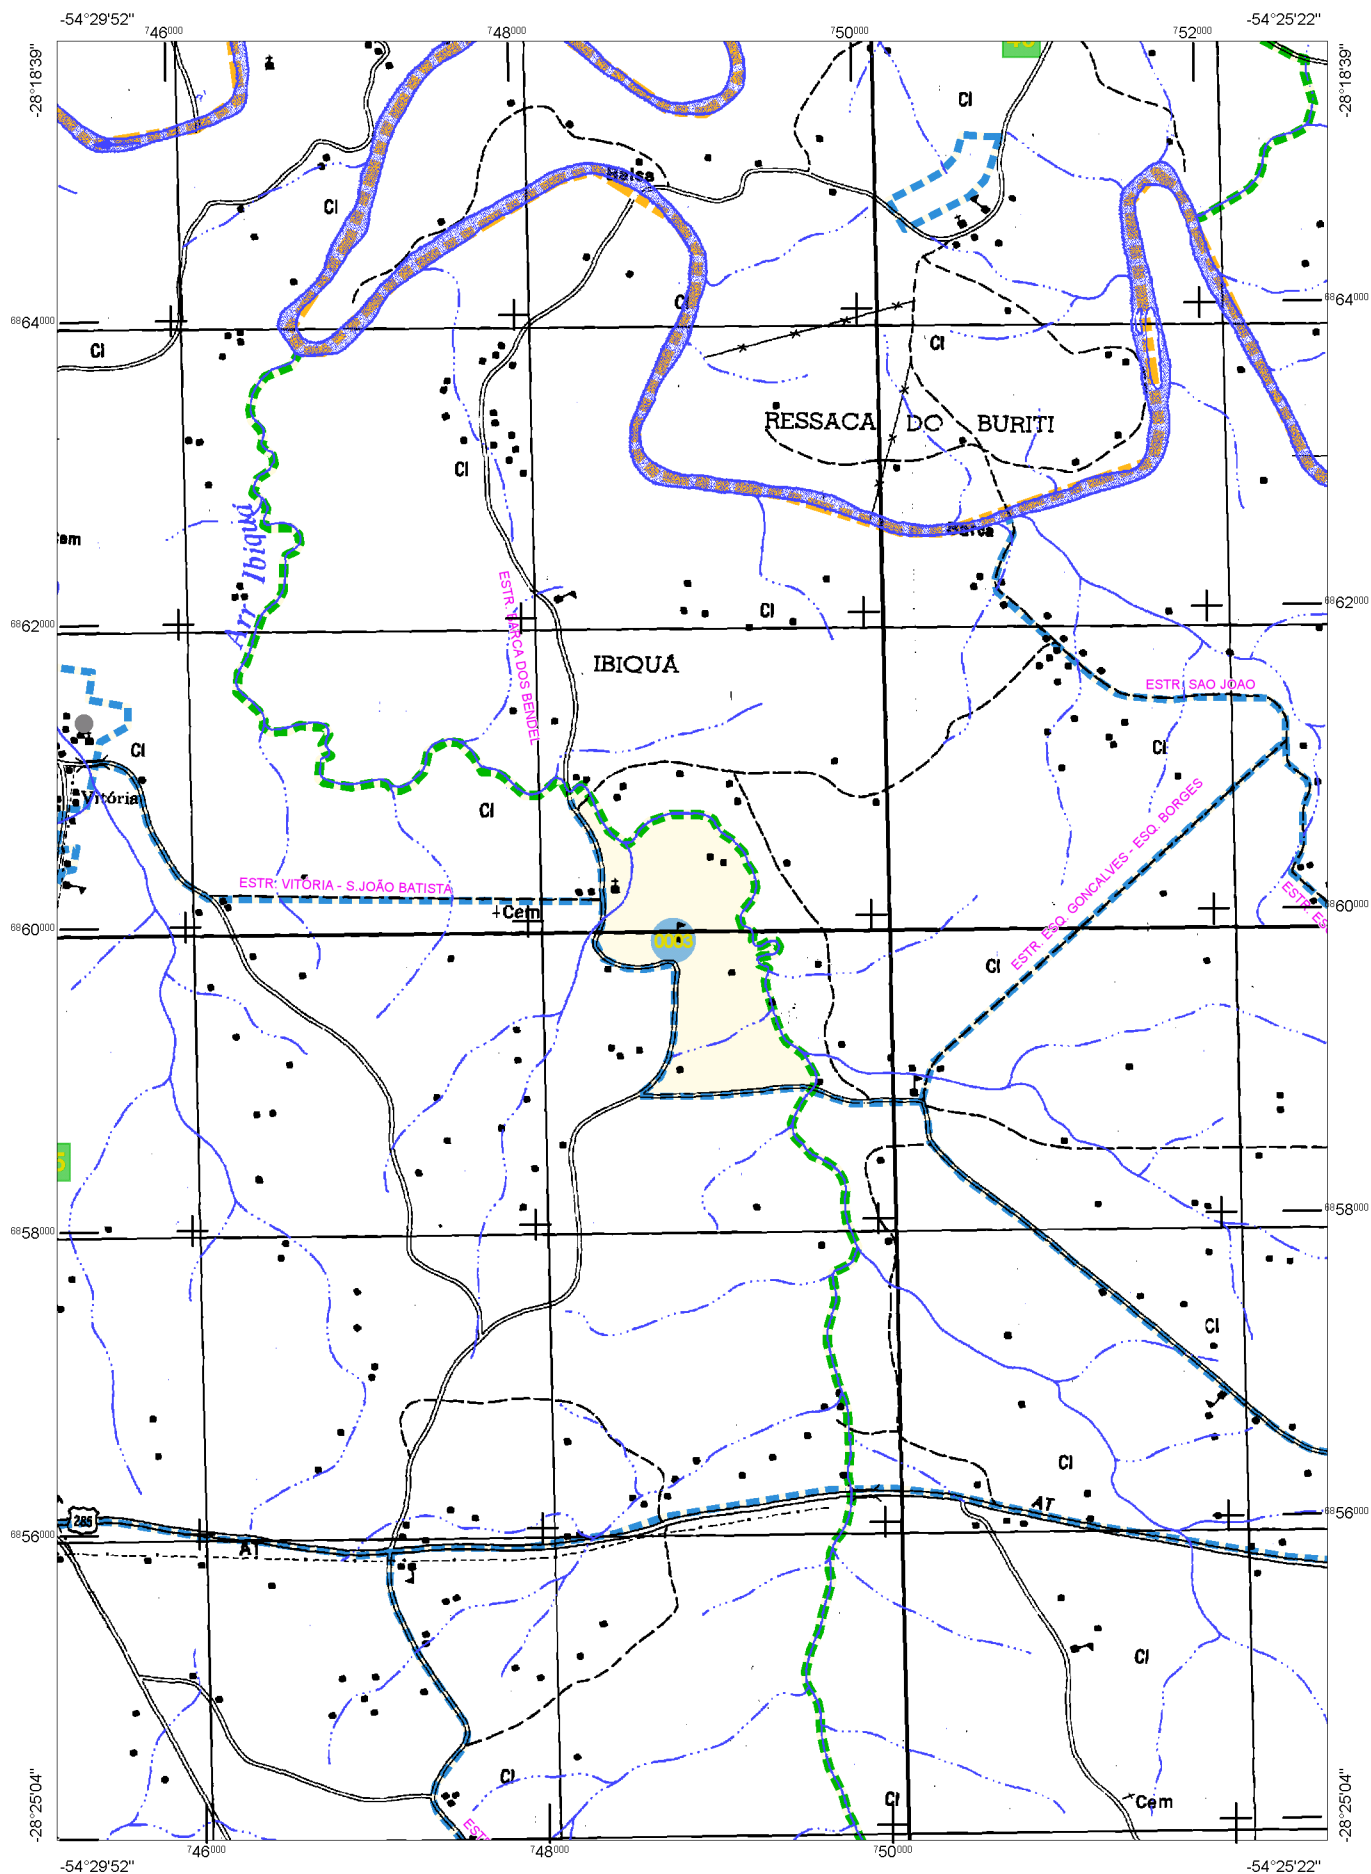 -54°29'52"
-54°25'22"
746000
748000
750000
752000
-28°18'39"
-28°18'39"
CI
Balsa
CI
CI
6864000
6864000
CI
CI
RESSACA DO BURITI
CI
Arr Ibiquá
Barca
ESTR. BARCA DOS BENDEL
6862000
6862000
CI
IBIQUÁ
ESTR. SAO JOAO
CI
CI
Vitória
CI
ESTR. ESQ. GONCALVES - ESQ. BORGES
ESTR. VITORIA - S.JOÃO BATISTA
Cem
6860000
6860000
0003
CI
6858000
6858000
CI
CI
285
AT
AT
6856000
6856000
CI
CI
CI
Cem
-28°25'04"
-28°25'04"
746000
748000
750000
-54°29'52"
-54°25'22"